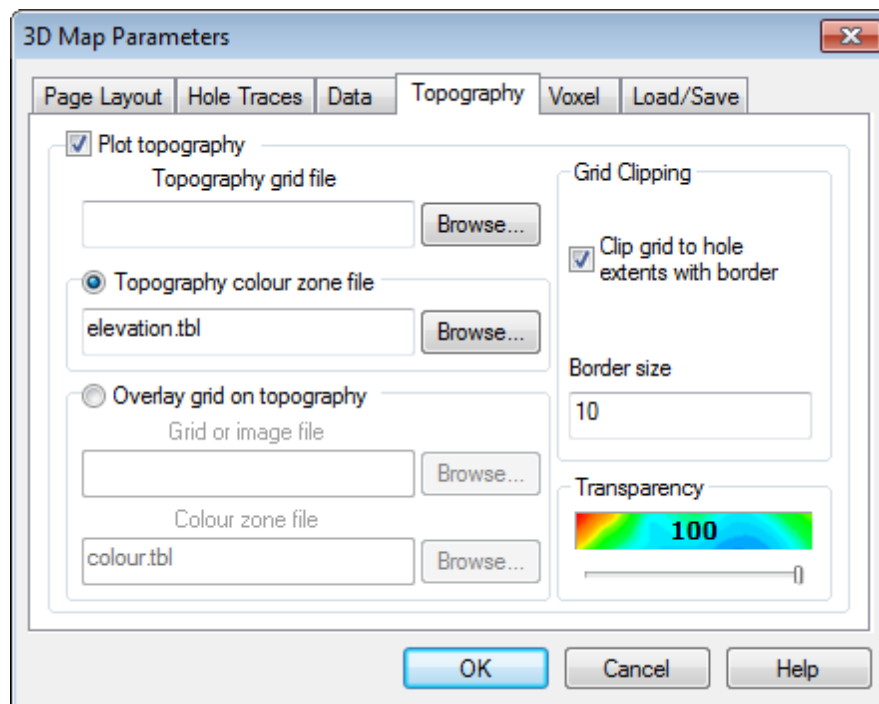 3D Map Parameters
Page Layout Hole Traces Data Topography Voxel Load/Save
Plot topography
Topography grid file
Browse...
Topography colour zone file
elevation.tbl
Browse...
Overlay grid on topography
Grid or image file
Browse...
Colour zone file
colour.tbl
Browse...
Grid Clipping
Clip grid to hole
extents with border
Border size
10
Transparency
100
OK Cancel Help